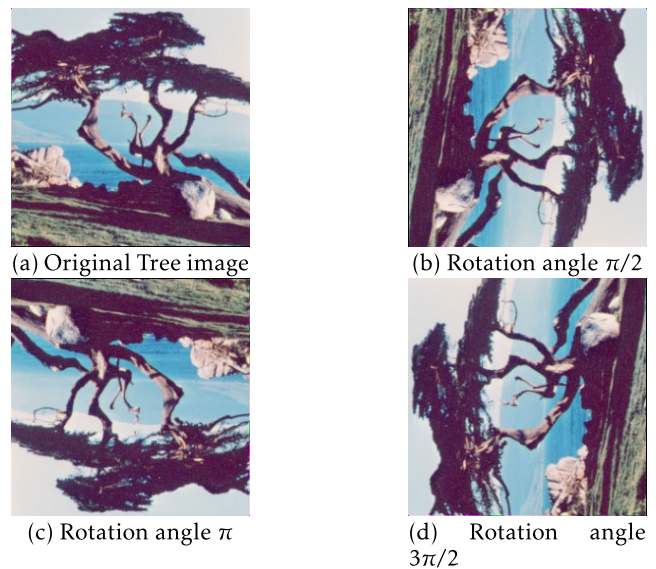 (a) Original Tree image
(b) Rotation angle π/2
(c) Rotation angle π
(d) Rotation angle
3π/2